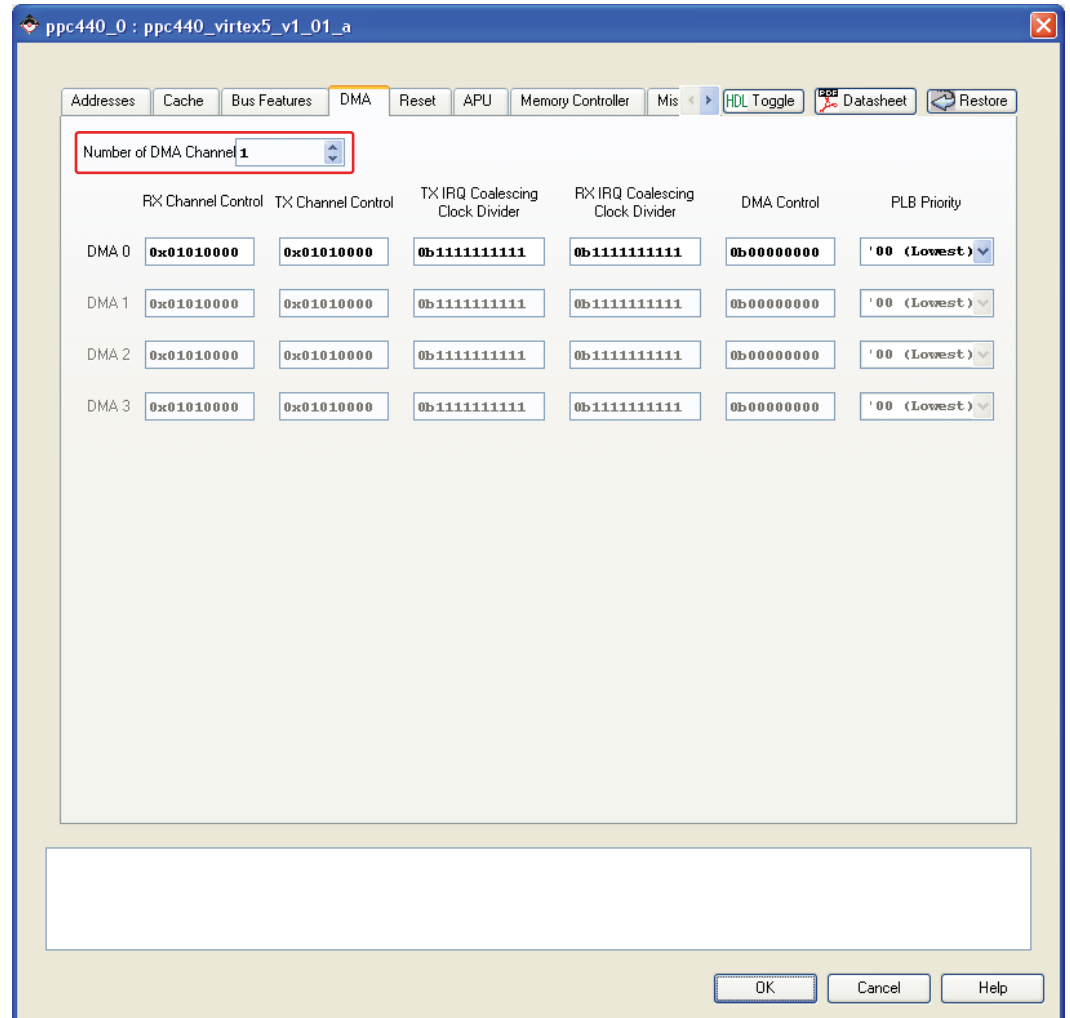 ppc440_0 : ppc440_virtex5_v1_01_a
Addresses Cache Bus Features DMA Reset APU Memory Controller Mis HDL Toggle PDF Datasheet Restore
Number of DMA Channel 1
RX Channel Control TX Channel Control TX IRQ Coalescing Clock Divider RX IRQ Coalescing Clock Divider DMA Control PLB Priority
DMA 0 0x01010000 0x01010000 0b1111111111 0b1111111111 0b00000000 '00 (Lowest)
DMA 1 0x01010000 0x01010000 0b1111111111 0b1111111111 0b00000000 '00 (Lowest)
DMA 2 0x01010000 0x01010000 0b1111111111 0b1111111111 0b00000000 '00 (Lowest)
DMA 3 0x01010000 0x01010000 0b1111111111 0b1111111111 0b00000000 '00 (Lowest)
OK Cancel Help